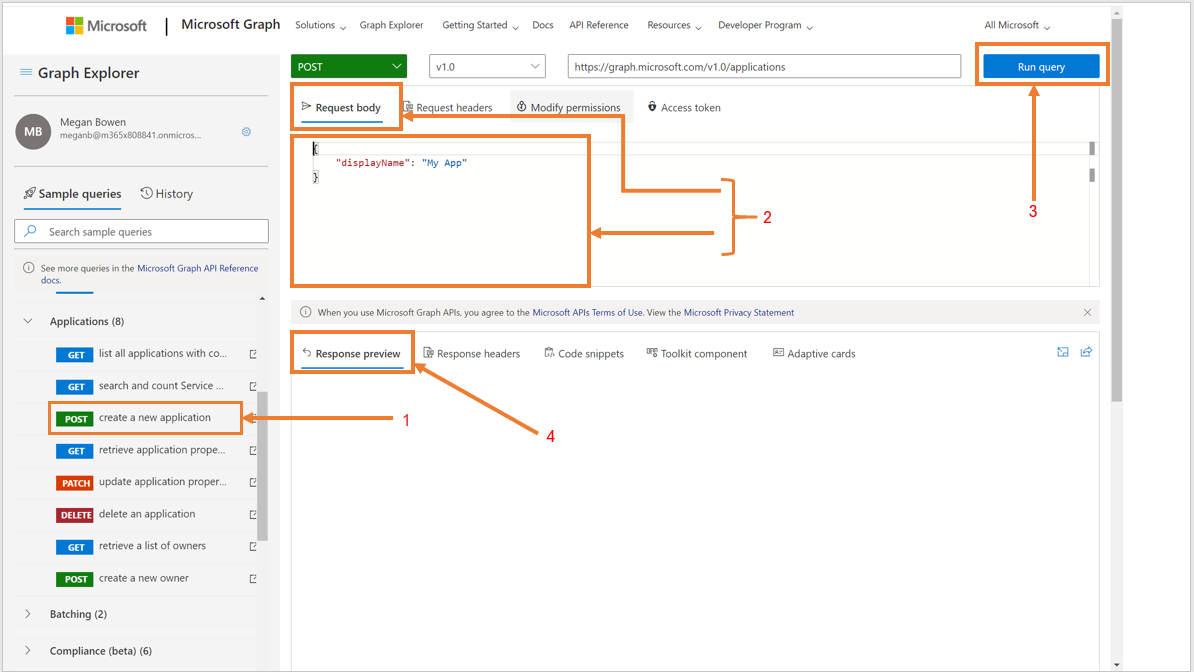 Microsoft | Microsoft Graph Solutions Graph Explorer Getting Started Docs API Reference Resources Developer Program All Microsoft
Graph Explorer
MB
Megan Bowen
meganb@m365x808841.onmicros...
Sample queries History
Search sample queries
See more queries in the Microsoft Graph API Reference
docs.
Applications (8)
GET list all applications with co...
GET search and count Service ...
POST create a new application
GET retrieve application prope...
PATCH update application proper...
DELETE delete an application
GET retrieve a list of owners
POST create a new owner
Batching (2)
Compliance (beta) (6)
POST v1.0 https://graph.microsoft.com/v1.0/applications Run query
Request body Request headers Modify permissions Access token
{
"displayName": "My App"
}
2
3
When you use Microsoft Graph APIs, you agree to the Microsoft APIs Terms of Use. View the Microsoft Privacy Statement
Response preview Response headers Code snippets Toolkit component Adaptive cards
1
4